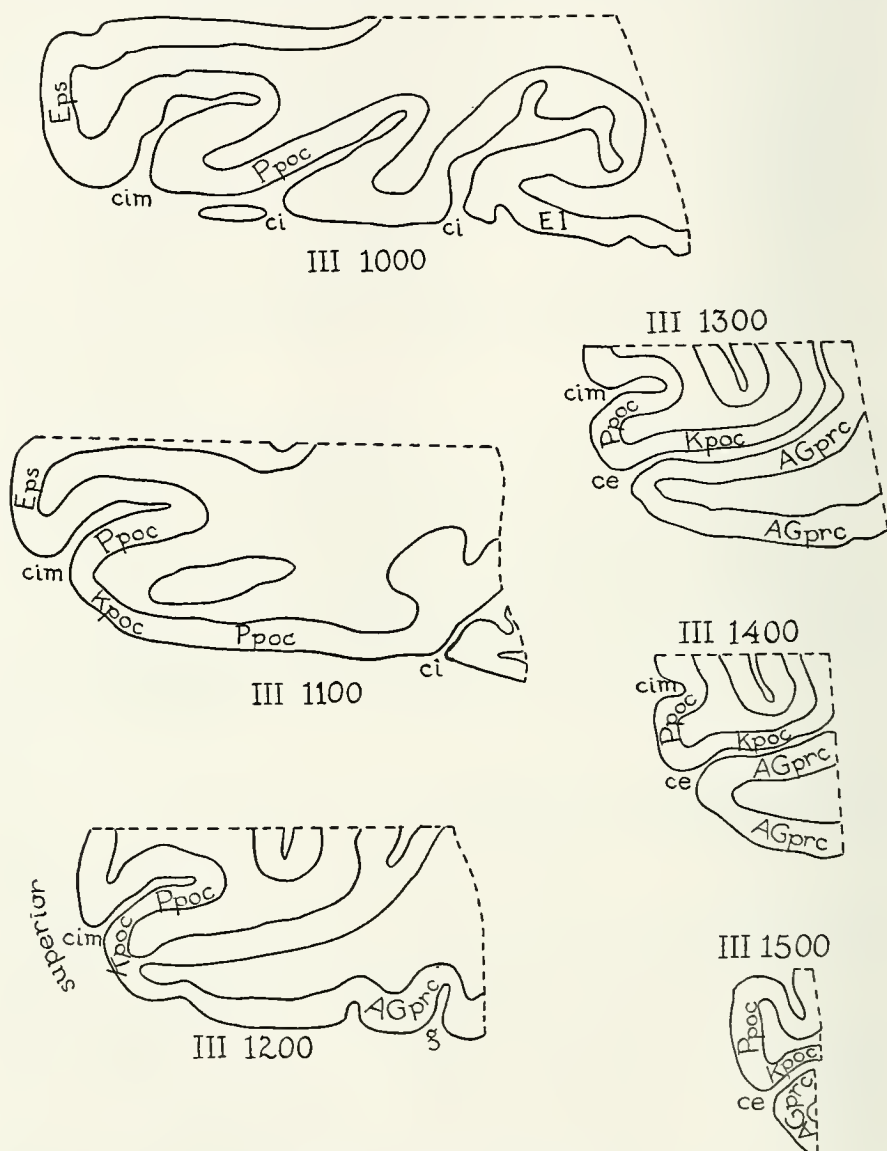 Eps
Ppoc
cim
ci
ci
E I
III 1000
III 1300
cim
Ppoc
Kpoc
AGprc
ce
AGprc
Eps
Ppoc
cim
Kpoc
Ppoc
ci
III 1100
III 1400
cim
Ppoc
Kpoc
AGprc
ce
AGprc
superior
Ppoc
cim
Kpoc
AGprc
g
III 1200
III 1500
Ppoc
Kpoc
ce
AGprc